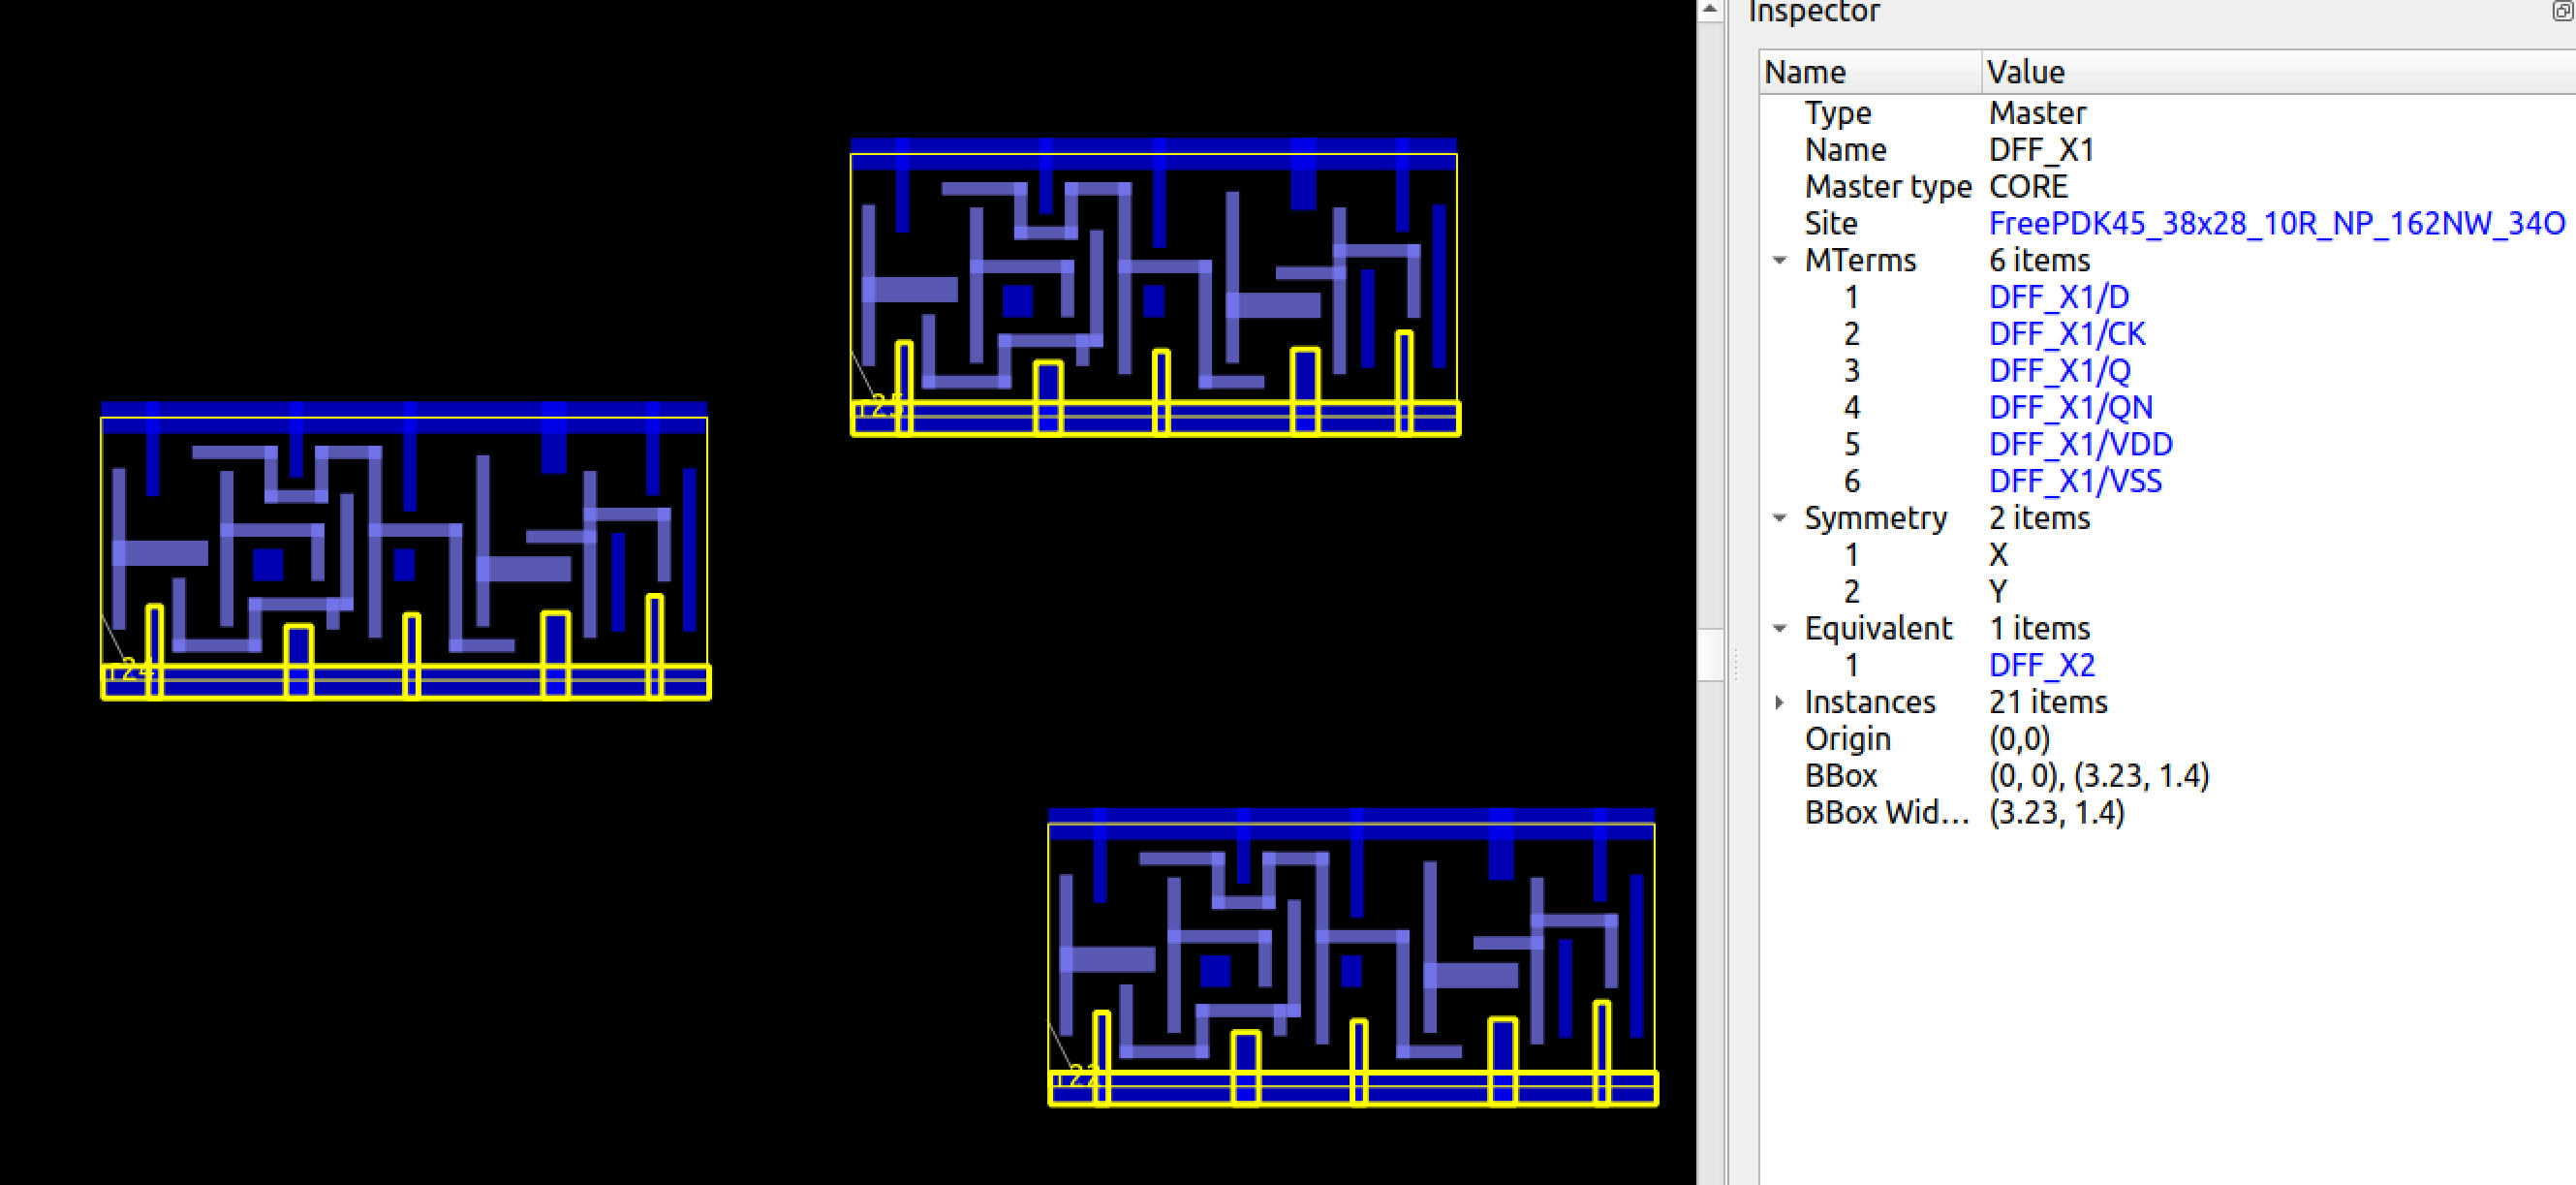 Inspector
Name Value
Type Master
Name DFF_X1
Master type CORE
Site FreePDK45_38x28_10R_NP_162NW_34O
MTerms 6 items
1 DFF_X1/D
2 DFF_X1/CK
3 DFF_X1/Q
4 DFF_X1/QN
5 DFF_X1/VDD
6 DFF_X1/VSS
Symmetry 2 items
1 X
2 Y
Equivalent 1 items
1 DFF_X2
Instances 21 items
Origin (0,0)
BBox (0, 0), (3.23, 1.4)
BBox Wid... (3.23, 1.4)
r25
r24
r22